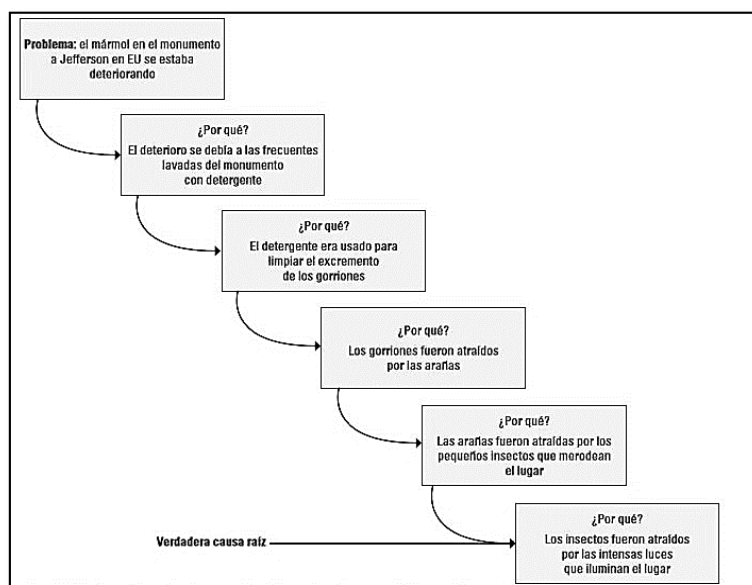 Problema: el mármol en el monumento
a Jefferson en EU se estaba
deteriorando
¿Por qué?
El deterioro se debía a las frecuentes
lavadas del monumento
con detergente
¿Por qué?
El detergente era usado para
limpiar el excremento
de los gorriones
¿Por qué?
Los gorriones fueron atraídos
por las arañas
¿Por qué?
Las arañas fueron atraídas por los
pequeños insectos que merodean
el lugar
¿Por qué?
Los insectos fueron atraídos
por las intensas luces
que iluminan el lugar
Verdadera causa raíz